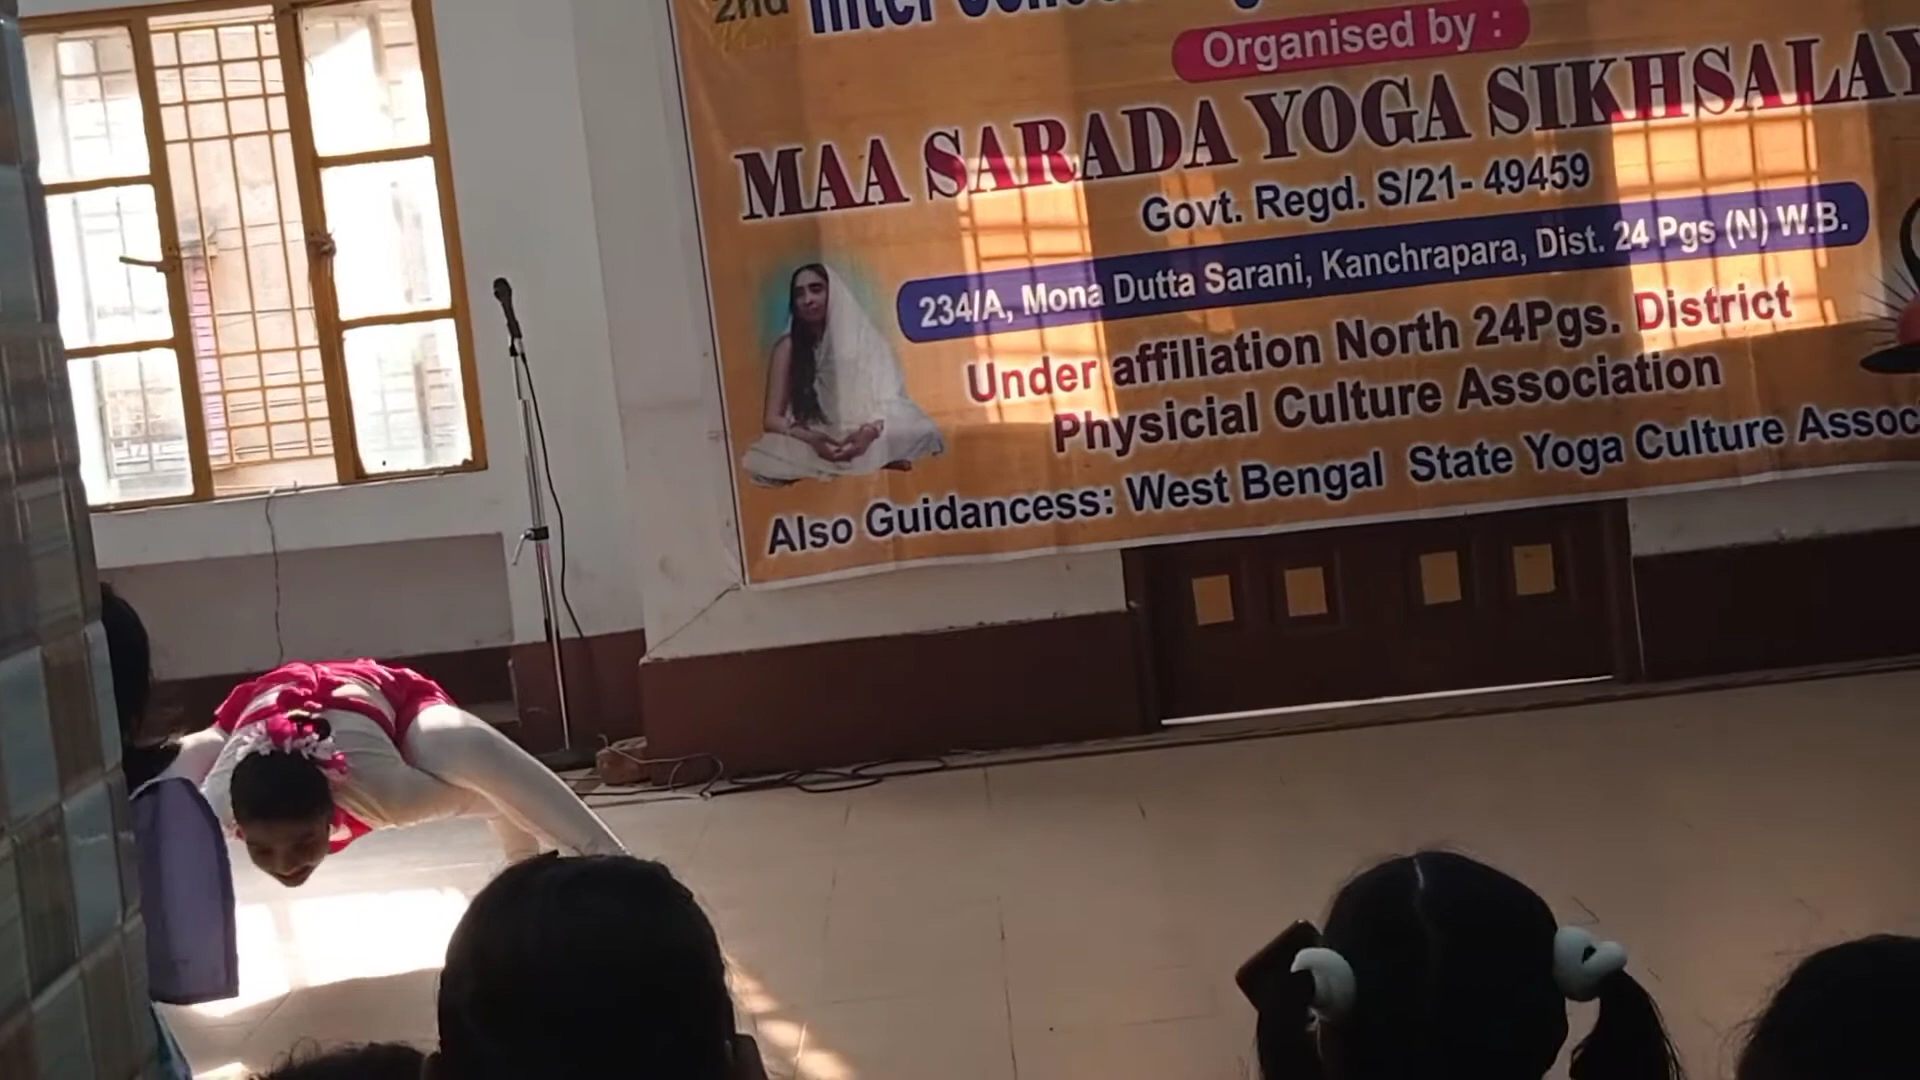 2nd Inter
Organised by :
MAA SARADA YOGA SIKHSALAY
Govt. Regd. S/21- 49459
234/A, Mona Dutta Sarani, Kanchrapara, Dist. 24 Pgs (N) W.B.
Under affiliation North 24Pgs. District
Physicial Culture Association
Also Guidancess: West Bengal State Yoga Culture Assoc